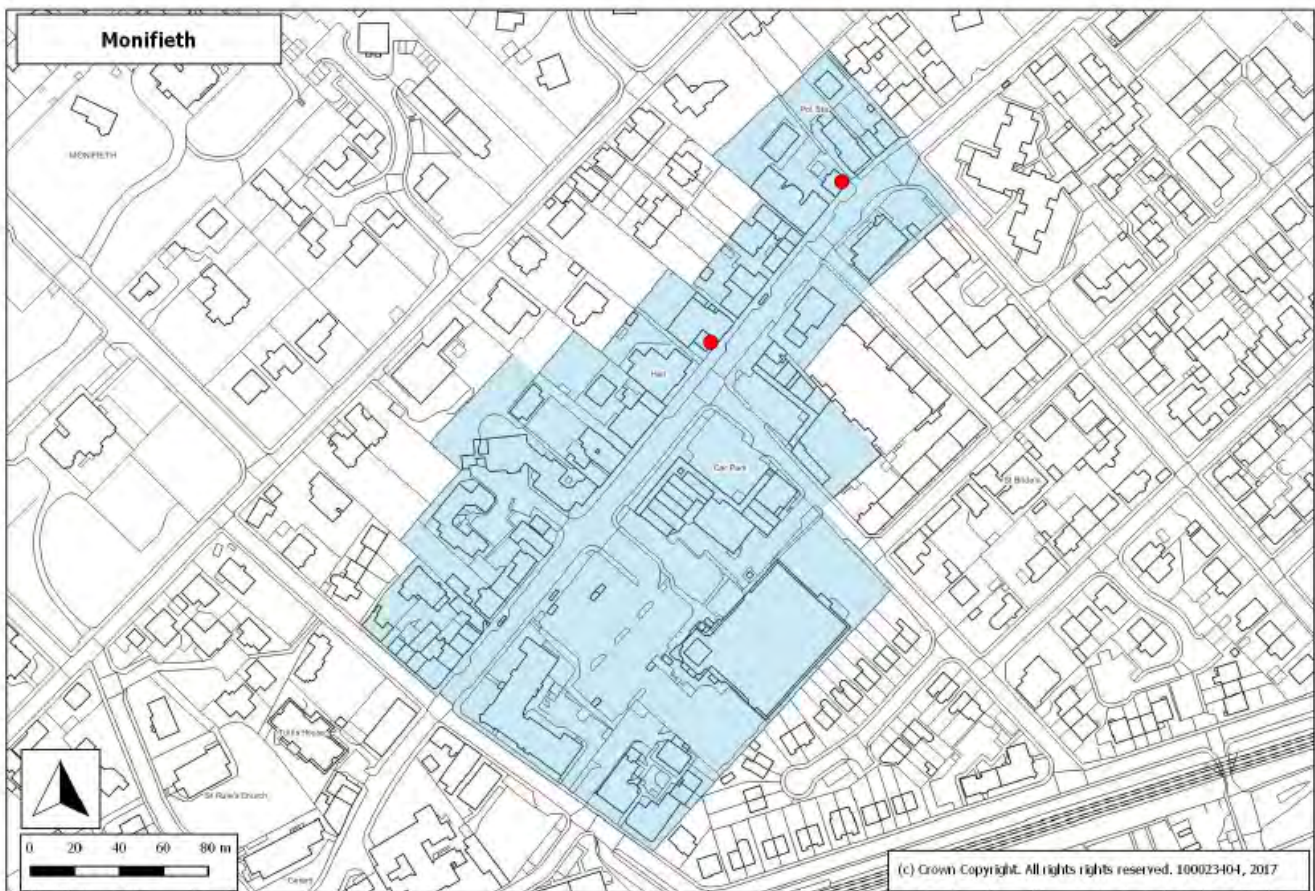 Monifieth
Pol Sta
MONIFIETH
Hall
Car Park
St Bride's
St Rule's Church
0 20 40 60 80 m
(c) Crown Copyright. All rights rights reserved. 100023404, 2017